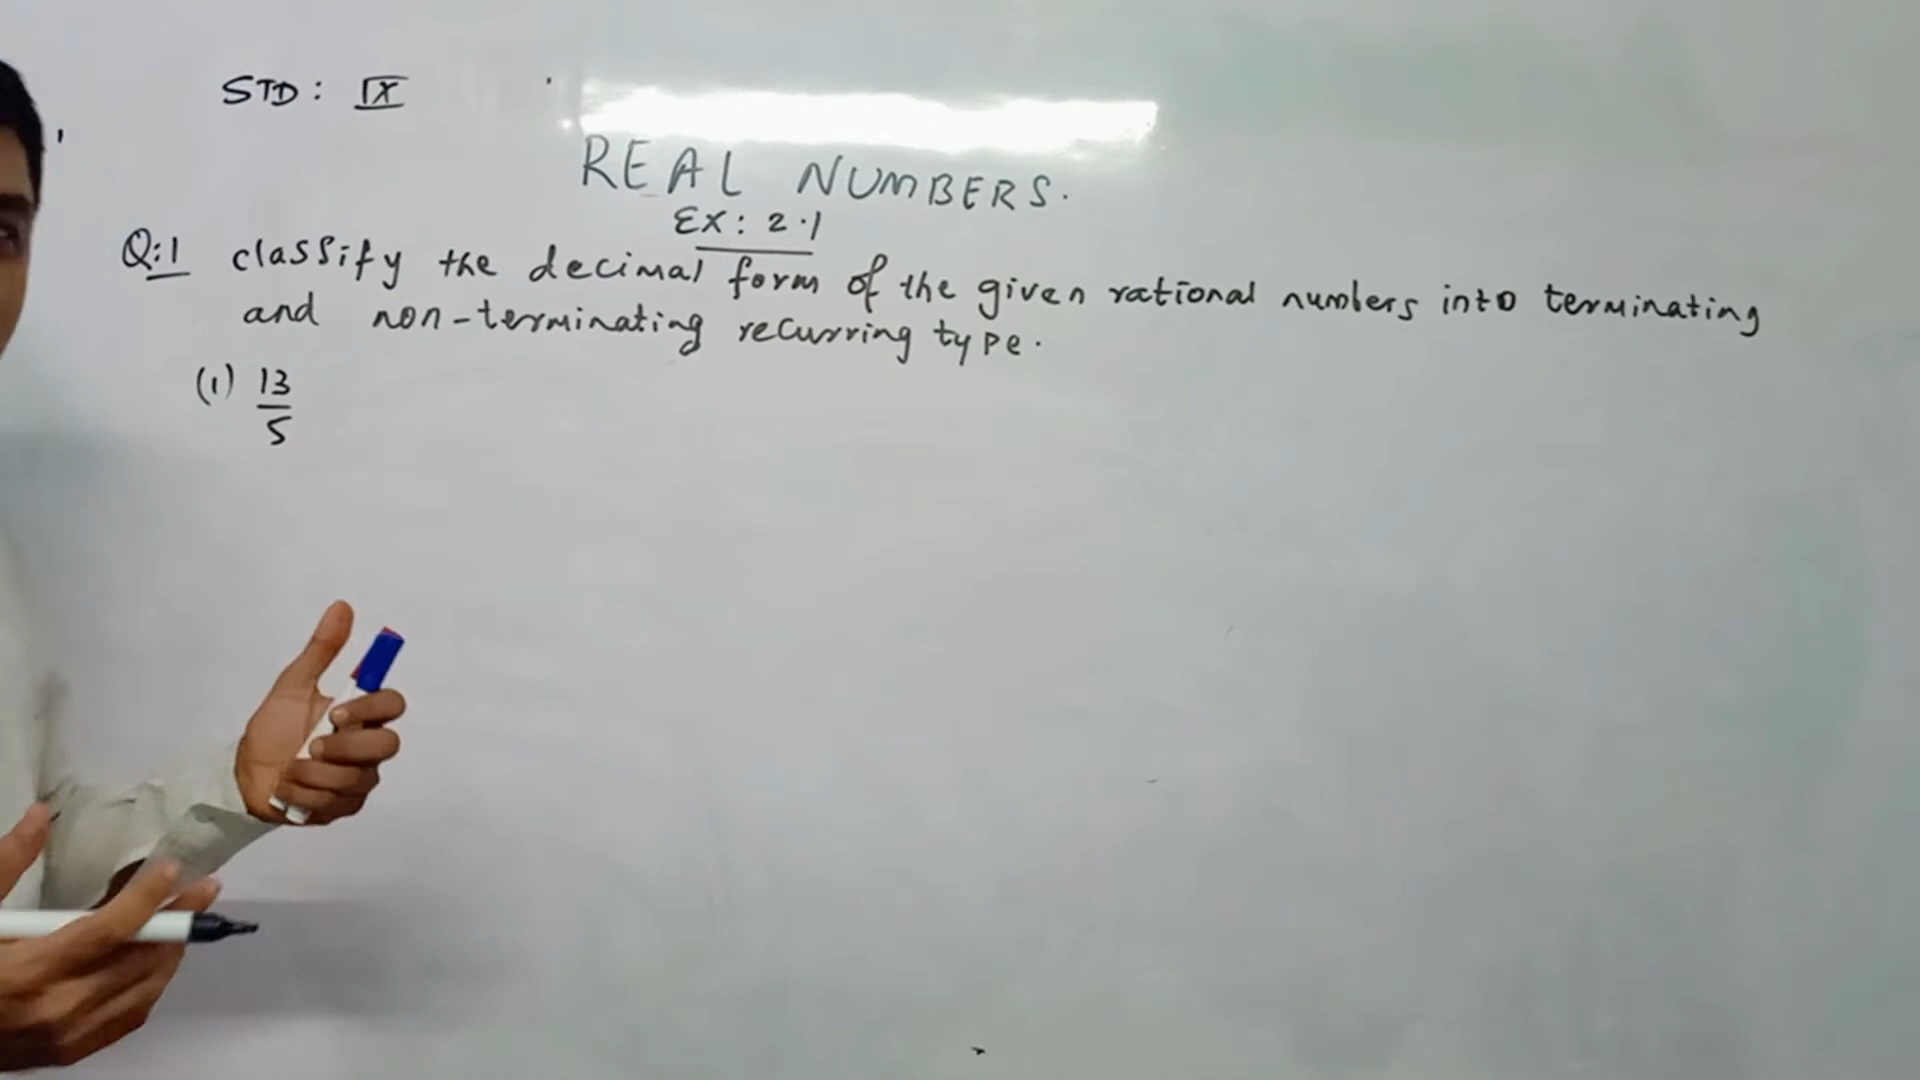 STD: IX
REAL NUMBERS.
EX: 2.1
Q:1 classify the decimal form of the given rational numbers into terminating
and non-terminating recurring type.
(1) 13/5